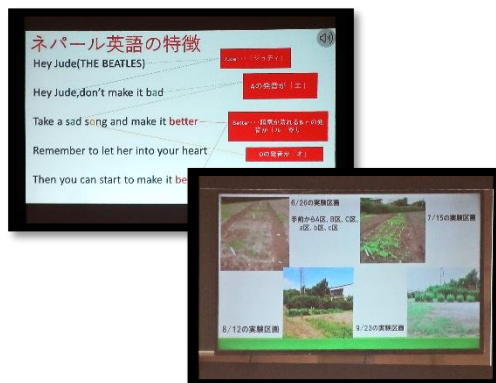 ネパール英語の特徴
Hey Jude(THE BEATLES)
Hey Jude,don't make it bad
Take a sad song and make it better
Remember to let her into your heart
Then you can start to make it be
Jude・・・「ジュディ」
Aの発音が「エ」
Oの発音が「オ」
6/26の実験区画
手前からA区、B区、C区、
a区、b区、c区
7/15の実験区画
8/12の実験区画
9/23の実験区画